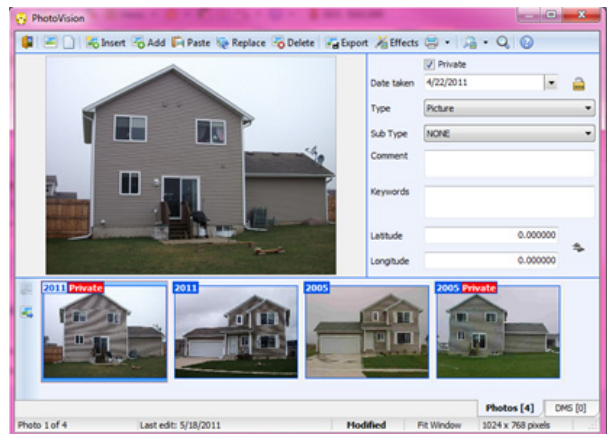 PhotoVision
Insert Add Paste Replace Delete Export Effects
Private
Date taken 4/22/2011
Type Picture
Sub Type NONE
Comment
Keywords
Latitude 0.000000
Longitude 0.000000
2011 Private 2011 2005 2005 Private
Photos [4] DMS [0]
Photo 1 of 4 Last edit: 5/18/2011 Modified Fit Window 1024 x 768 pixels